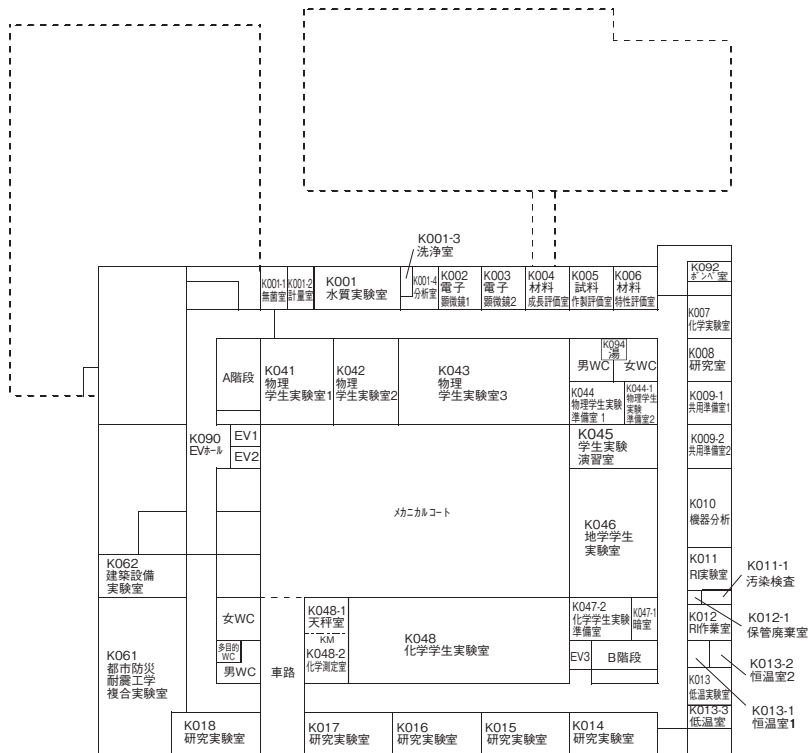 K001-3
洗浄室
K001-1
無菌室
K001-2
計量室
K001
水質実験室
K001-4
分析室
K002
電子
顕微鏡1
K003
電子
顕微鏡2
K004
材料
成長評価室
K005
試料
作製評価室
K006
材料
特性評価室
K092
ボンベ室
K007
化学実験室
K008
研究室
K009-1
共用準備室1
K009-2
共用準備室2
K010
機器分析
K011
RI実験室
K011-1
汚染検査
K012
RI作業室
K012-1
保管廃棄室
K013-2
恒温室2
K013
低温実験室
K013-1
恒温室1
K013-3
低温室
A階段
K041
物理
学生実験室1
K042
物理
学生実験室2
K043
物理
学生実験室3
K094
湯
男WC
女WC
K044
物理学生実験
準備室 1
K044-1
物理学生
実験
準備室2
K090
EVホール
EV1
EV2
K045
学生実験
演習室
メカニカルコート
K046
地学学生
実験室
K062
建築設備
実験室
K061
都市防災
耐震工学
複合実験室
女WC
多目的
WC
男WC
車路
K048-1
天秤室
KM
K048-2
化学測定室
K048
化学学生実験室
K047-2
化学学生実験
準備室
K047-1
暗室
EV3
B階段
K018
研究実験室
K017
研究実験室
K016
研究実験室
K015
研究実験室
K014
研究実験室